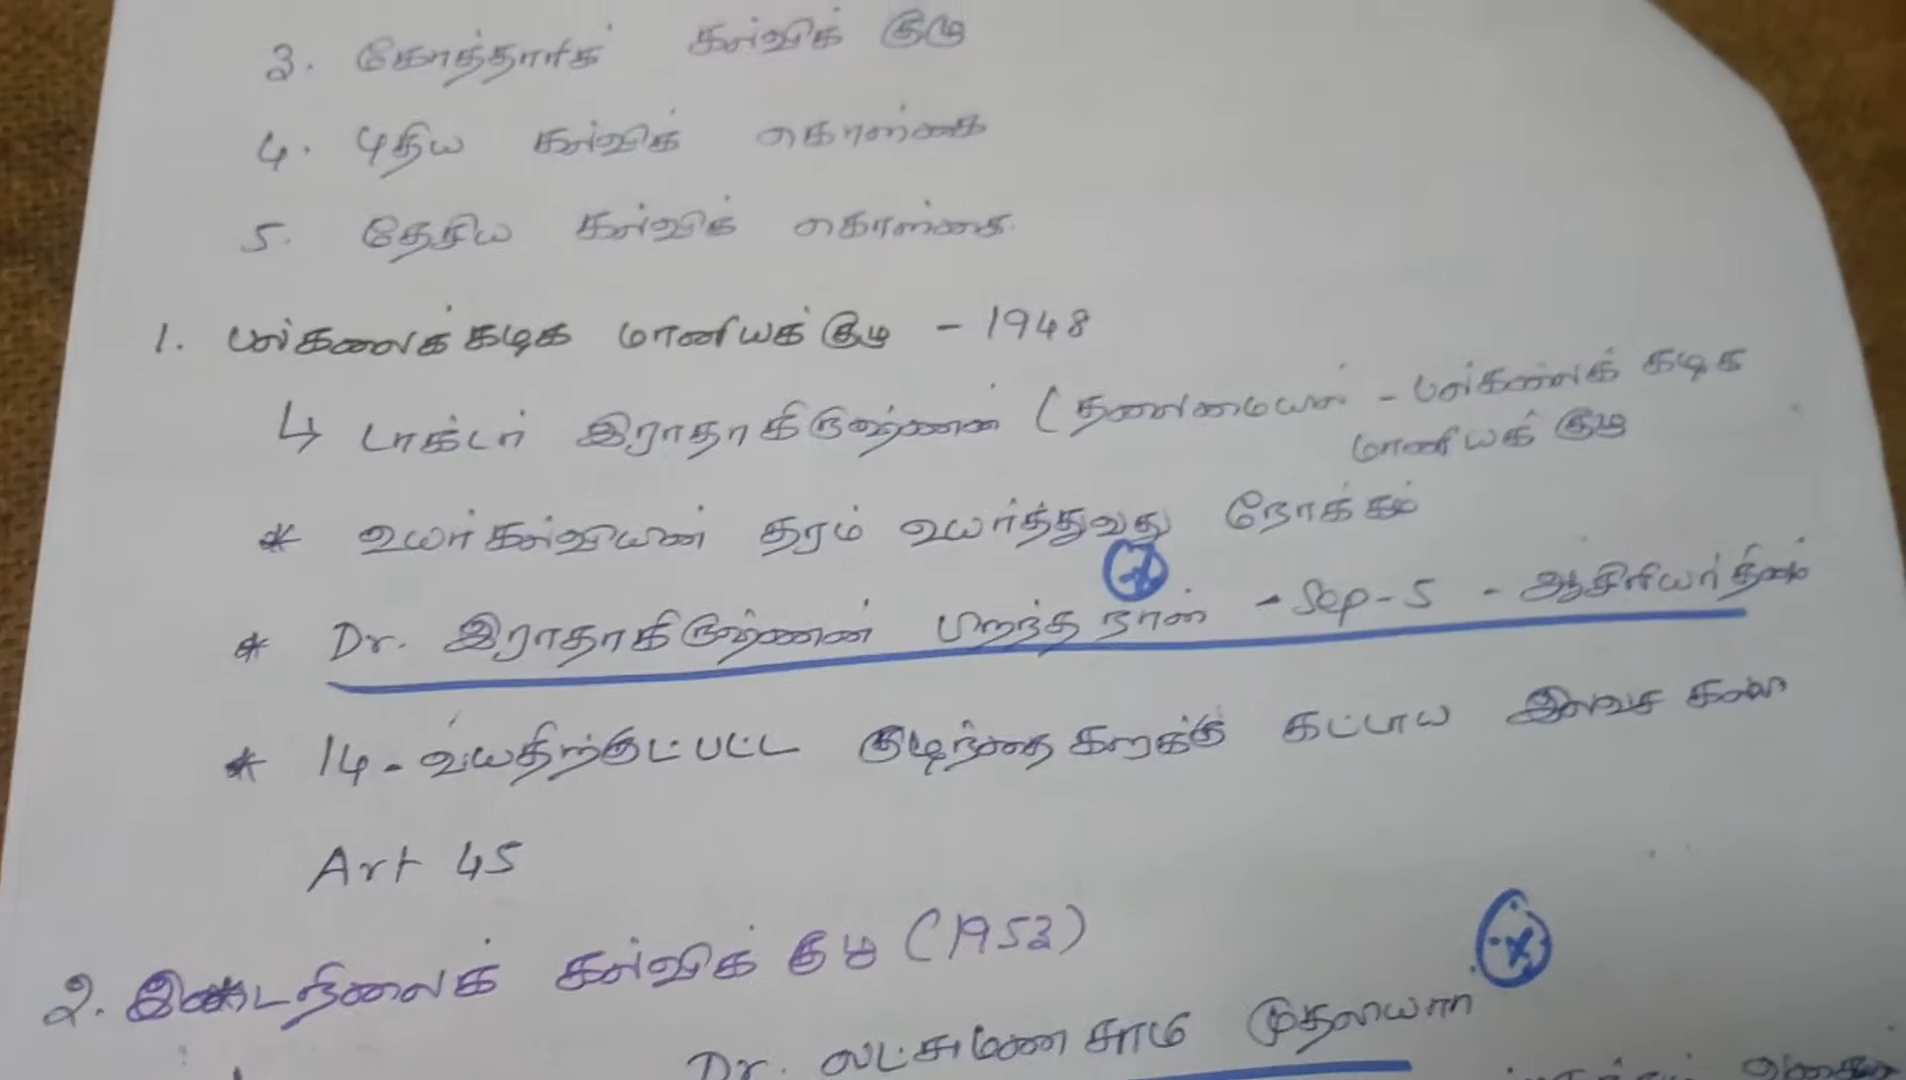 3. கோத்தாரிக் கல்விக் குழு
4. புதிய கல்விக் கொள்கை
5. தேசிய கல்விக் கொள்கை.
1. பல்கலைக்கழக மானியக் குழு - 1948
↳ டாக்டர் இராதாகிருஷ்ணன் (தலைமையில் - பல்கலைக் கழக
மானியக் குழு
* உயர்கல்வியின் தரம் உயர்த்துவது நோக்கம்
* Dr. இராதாகிருஷ்ணன் பிறந்த நாள் - Sep-5 - ஆசிரியர் தினம்
* 14-வயதிற்குட்பட்ட குழந்தைகளுக்கு கட்டாய இலவச கல்வி
Art 45
2. இடைநிலைக் கல்விக் குழு (1952)
Dr. லட்சுமண சாமி முதலியார்